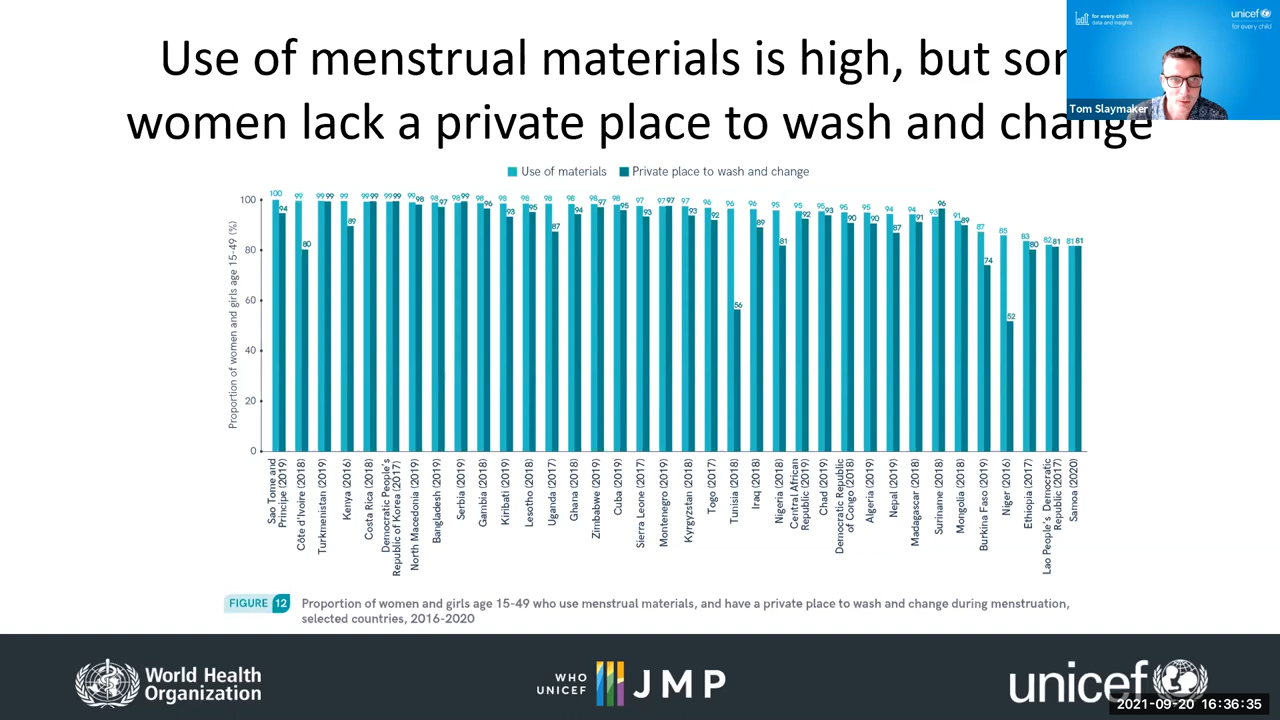 Use of menstrual materials is high, but so
women lack a private place to wash and change
for every child
data and insights
unicef
for every child
Tom Slaymaker
Use of materials
Private place to wash and change
Proportion of women and girls age 15-49 (%)
100
80
60
40
20
0
100 94
99 80
99 99
99 89
99 99
99 99
99 98
98 97
98 99
98 96
98 93
98 95
98 87
98 94
98 97
98 95
97 93
97 97
97 93
96 92
96 56
96 89
95 81
95 92
95 93
95 90
95 90
94 87
94 91
93 96
91 89
87 74
85 52
83 80
82 81
81 81
Sao Tome and
Principe (2019)
Côte d'Ivoire (2018)
Turkmenistan (2019)
Kenya (2016)
Costa Rica (2018)
Democratic People's
Republic of Korea (2017)
North Macedonia (2019)
Bangladesh (2019)
Serbia (2019)
Gambia (2018)
Kiribati (2019)
Lesotho (2018)
Uganda (2017)
Ghana (2018)
Zimbabwe (2019)
Cuba (2019)
Sierra Leone (2017)
Montenegro (2019)
Kyrgyzstan (2018)
Togo (2017)
Tunisia (2018)
Iraq (2018)
Nigeria (2018)
Central African
Republic (2019)
Chad (2019)
Democratic Republic
of Congo (2018)
Algeria (2019)
Nepal (2019)
Madagascar (2018)
Suriname (2018)
Mongolia (2018)
Burkina Faso (2019)
Niger (2016)
Ethiopia (2017)
Lao People's Democratic
Republic (2017)
Samoa (2020)
FIGURE 12
Proportion of women and girls age 15-49 who use menstrual materials, and have a private place to wash and change during menstruation,
selected countries, 2016-2020
World Health
Organization
WHO
UNICEF
JMP
unicef
2021-09-20 16:36:35